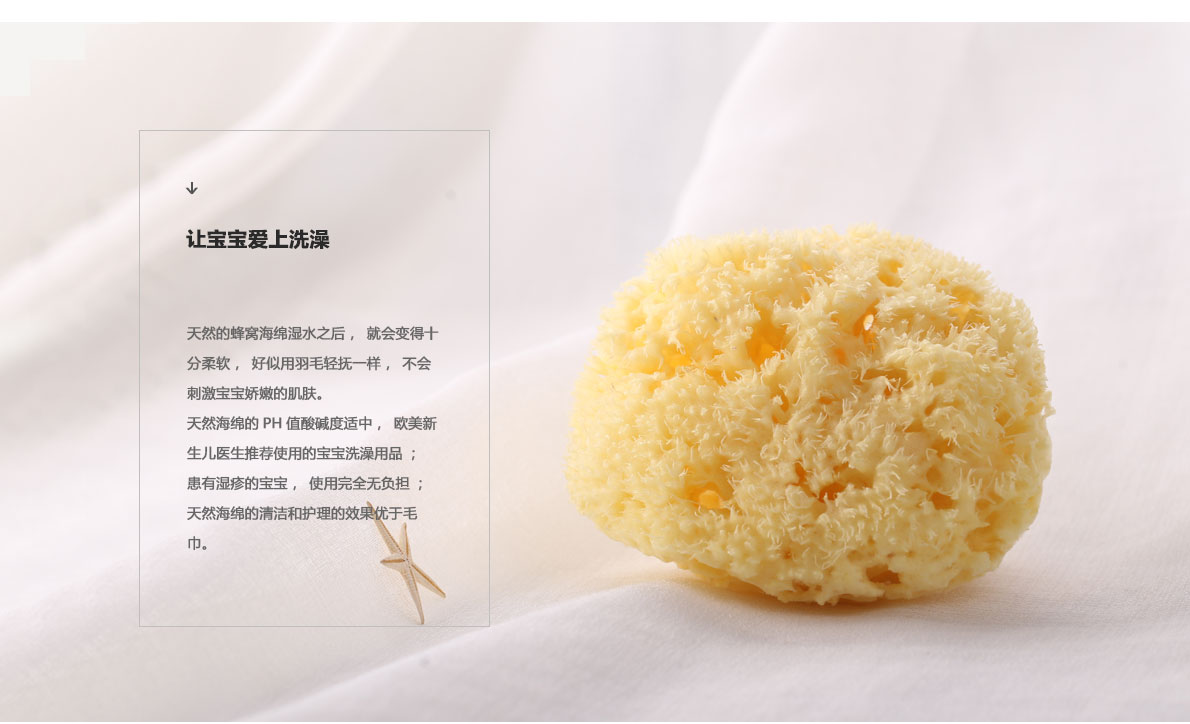 让宝宝爱上洗澡
天然的蜂窝海绵湿水之后， 就会变得十
分柔软， 好似用羽毛轻抚一样， 不会
刺激宝宝娇嫩的肌肤。
天然海绵的 PH 值酸碱度适中， 欧美新
生儿医生推荐使用的宝宝洗澡用品 ；
患有湿疹的宝宝， 使用完全无负担 ；
天然海绵的清洁和护理的效果优于毛
巾。